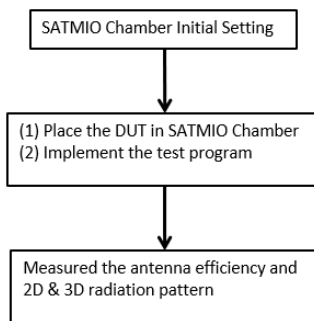 SATMIO Chamber Initial Setting
(1) Place the DUT in SATMIO Chamber
(2) Implement the test program
Measured the antenna efficiency and
2D & 3D radiation pattern